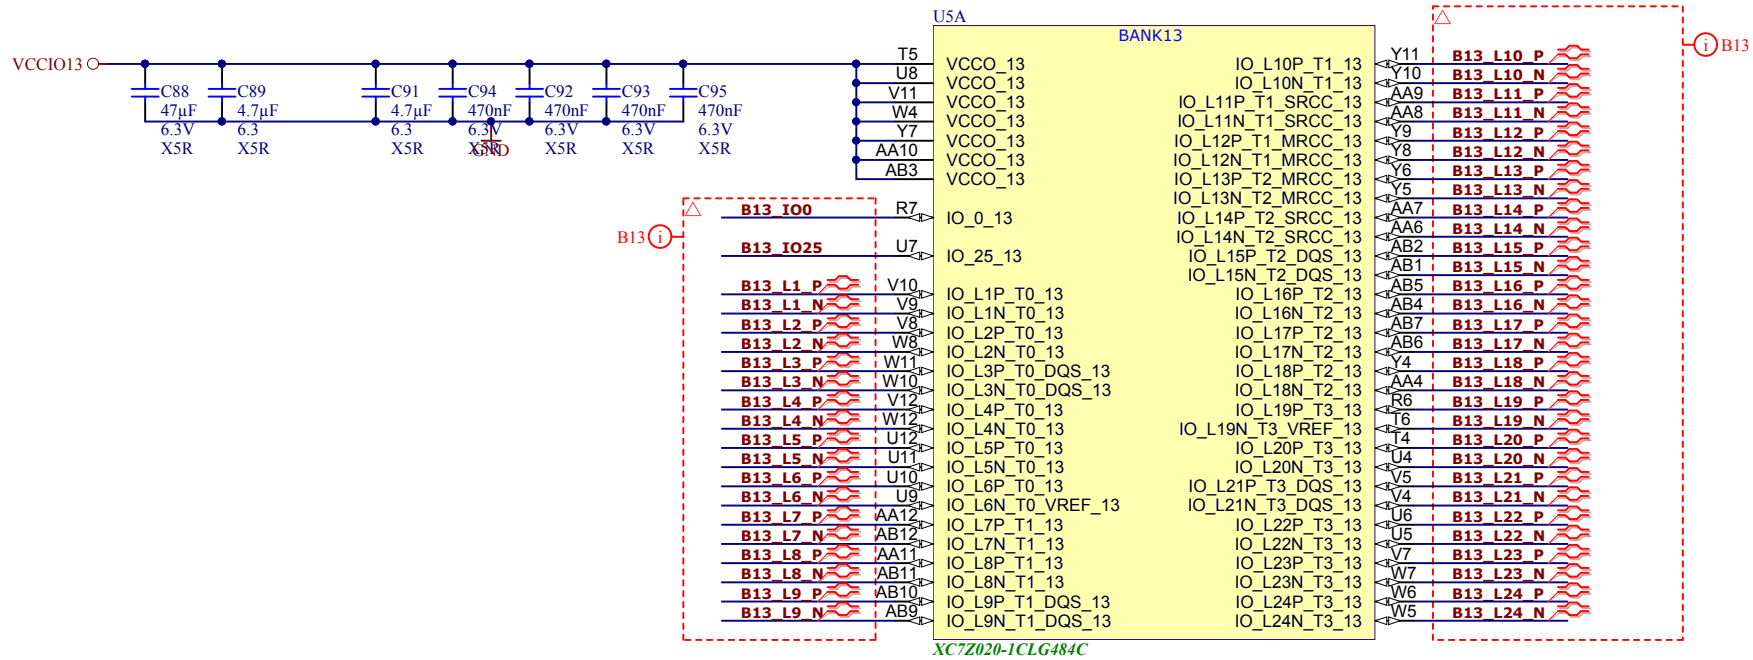 U5A
BANK13
VCCIO13
C88
47µF
6.3V
X5R
C89
4.7µF
6.3
X5R
C91
4.7µF
6.3
X5R
C94
470nF
6.3V
X5R
C92
470nF
6.3V
X5R
C93
470nF
6.3V
X5R
C95
470nF
6.3V
X5R
GND
T5 VCCO_13
U8 VCCO_13
V11 VCCO_13
W4 VCCO_13
Y7 VCCO_13
AA10 VCCO_13
AB3 VCCO_13
B13 i
B13_IO0 R7 IO_0_13
B13_IO25 U7 IO_25_13
B13_L1_P V10 IO_L1P_T0_13
B13_L1_N V9 IO_L1N_T0_13
B13_L2_P V8 IO_L2P_T0_13
B13_L2_N W8 IO_L2N_T0_13
B13_L3_P W11 IO_L3P_T0_DQS_13
B13_L3_N W10 IO_L3N_T0_DQS_13
B13_L4_P V12 IO_L4P_T0_13
B13_L4_N W12 IO_L4N_T0_13
B13_L5_P U12 IO_L5P_T0_13
B13_L5_N U11 IO_L5N_T0_13
B13_L6_P U10 IO_L6P_T0_13
B13_L6_N U9 IO_L6N_T0_VREF_13
B13_L7_P AA12 IO_L7P_T1_13
B13_L7_N AB12 IO_L7N_T1_13
B13_L8_P AA11 IO_L8P_T1_13
B13_L8_N AB11 IO_L8N_T1_13
B13_L9_P AB10 IO_L9P_T1_DQS_13
B13_L9_N AB9 IO_L9N_T1_DQS_13
IO_L10P_T1_13 Y11 B13_L10_P
IO_L10N_T1_13 Y10 B13_L10_N
IO_L11P_T1_SRCC_13 AA9 B13_L11_P
IO_L11N_T1_SRCC_13 AA8 B13_L11_N
IO_L12P_T1_MRCC_13 Y9 B13_L12_P
IO_L12N_T1_MRCC_13 Y8 B13_L12_N
IO_L13P_T2_MRCC_13 Y6 B13_L13_P
IO_L13N_T2_MRCC_13 Y5 B13_L13_N
IO_L14P_T2_SRCC_13 AA7 B13_L14_P
IO_L14N_T2_SRCC_13 AA6 B13_L14_N
IO_L15P_T2_DQS_13 AB2 B13_L15_P
IO_L15N_T2_DQS_13 AB1 B13_L15_N
IO_L16P_T2_13 AB5 B13_L16_P
IO_L16N_T2_13 AB4 B13_L16_N
IO_L17P_T2_13 AB7 B13_L17_P
IO_L17N_T2_13 AB6 B13_L17_N
IO_L18P_T2_13 Y4 B13_L18_P
IO_L18N_T2_13 AA4 B13_L18_N
IO_L19P_T3_13 R6 B13_L19_P
IO_L19N_T3_VREF_13 T6 B13_L19_N
IO_L20P_T3_13 T4 B13_L20_P
IO_L20N_T3_13 U4 B13_L20_N
IO_L21P_T3_DQS_13 V5 B13_L21_P
IO_L21N_T3_DQS_13 V4 B13_L21_N
IO_L22P_T3_13 U6 B13_L22_P
IO_L22N_T3_13 U5 B13_L22_N
IO_L23P_T3_13 V7 B13_L23_P
IO_L23N_T3_13 W7 B13_L23_N
IO_L24P_T3_13 W6 B13_L24_P
IO_L24N_T3_13 W5 B13_L24_N
i B13
XC7Z020-1CLG484C